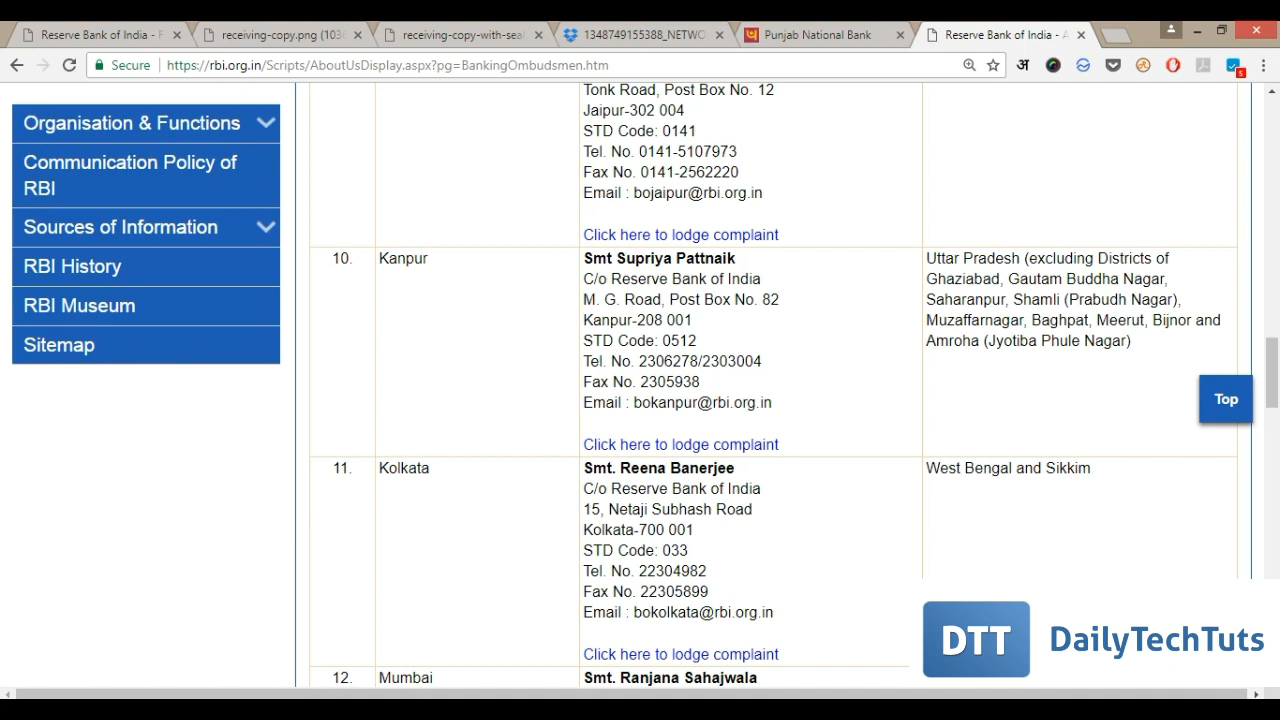 Reserve Bank of India - F
receiving-copy.png (103
receiving-copy-with-seal
1348749155388_NETWO
Punjab National Bank
Reserve Bank of India - A
Secure
https://rbi.org.in/Scripts/AboutUsDisplay.aspx?pg=BankingOmbudsmen.htm
अ
5
Organisation & Functions
Communication Policy of
RBI
Sources of Information
RBI History
RBI Museum
Sitemap
Tonk Road, Post Box No. 12
Jaipur-302 004
STD Code: 0141
Tel. No. 0141-5107973
Fax No. 0141-2562220
Email : bojaipur@rbi.org.in
Click here to lodge complaint
10.
Kanpur
Smt Supriya Pattnaik
C/o Reserve Bank of India
M. G. Road, Post Box No. 82
Kanpur-208 001
STD Code: 0512
Tel. No. 2306278/2303004
Fax No. 2305938
Email : bokanpur@rbi.org.in
Click here to lodge complaint
Uttar Pradesh (excluding Districts of
Ghaziabad, Gautam Buddha Nagar,
Saharanpur, Shamli (Prabudh Nagar),
Muzaffarnagar, Baghpat, Meerut, Bijnor and
Amroha (Jyotiba Phule Nagar)
Top
11.
Kolkata
Smt. Reena Banerjee
C/o Reserve Bank of India
15, Netaji Subhash Road
Kolkata-700 001
STD Code: 033
Tel. No. 22304982
Fax No. 22305899
Email : bokolkata@rbi.org.in
Click here to lodge complaint
West Bengal and Sikkim
12.
Mumbai
Smt. Ranjana Sahajwala
DTT
DailyTechTuts